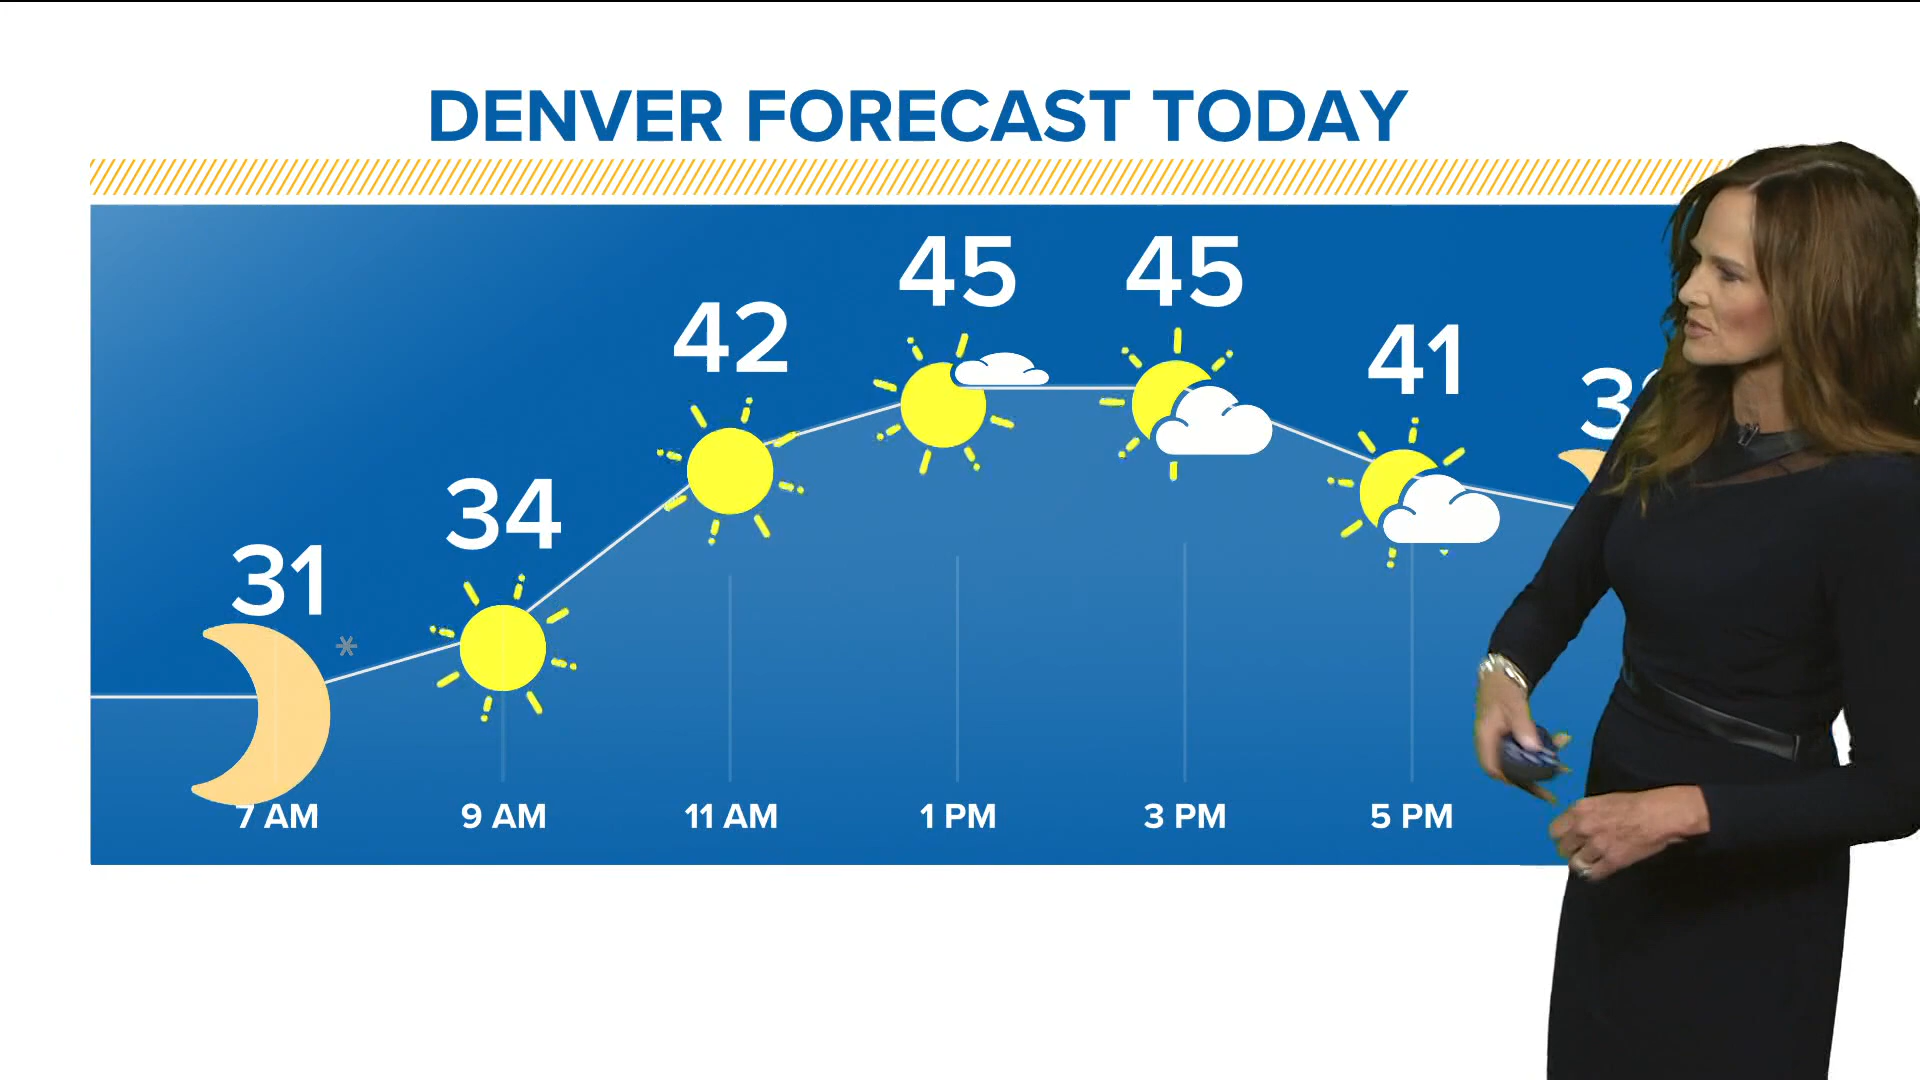 DENVER FORECAST TODAY
45 45
42 41
34
31
7 AM 9 AM 11 AM 1 PM 3 PM 5 PM